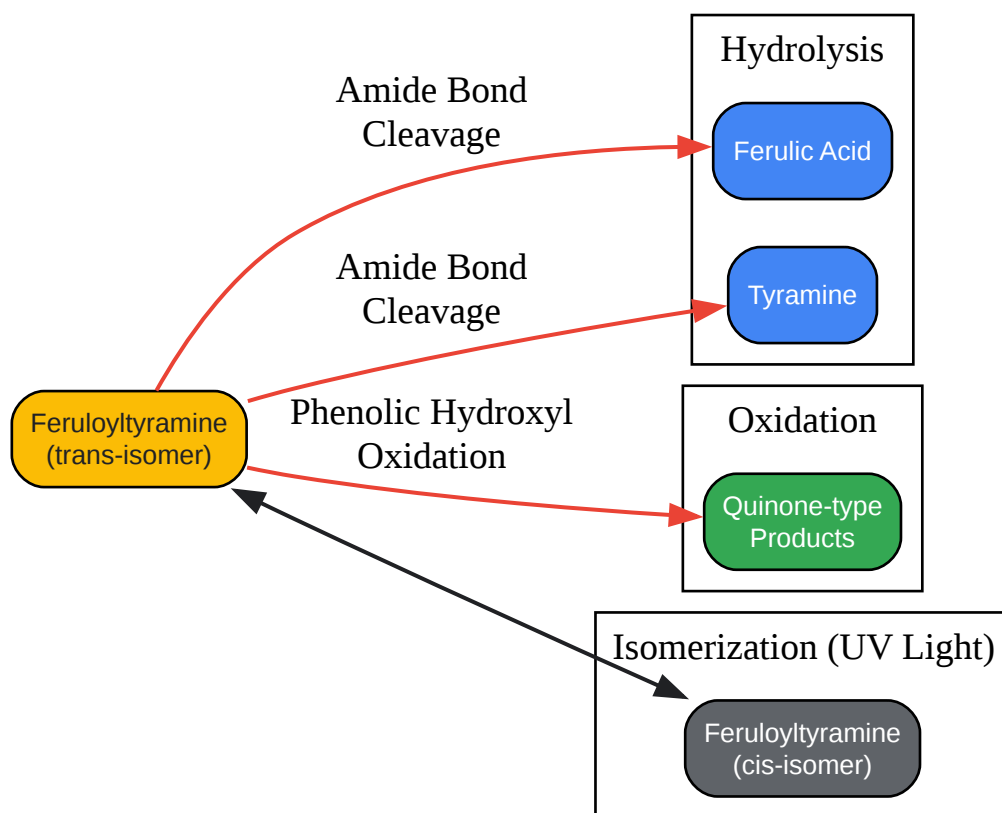 Hydrolysis
Amide Bond
Cleavage
Ferulic Acid
Amide Bond
Cleavage
Tyramine
Feruloyltyramine
(trans-isomer)
Phenolic Hydroxyl
Oxidation
Oxidation
Quinone-type
Products
Isomerization (UV Light)
Feruloyltyramine
(cis-isomer)